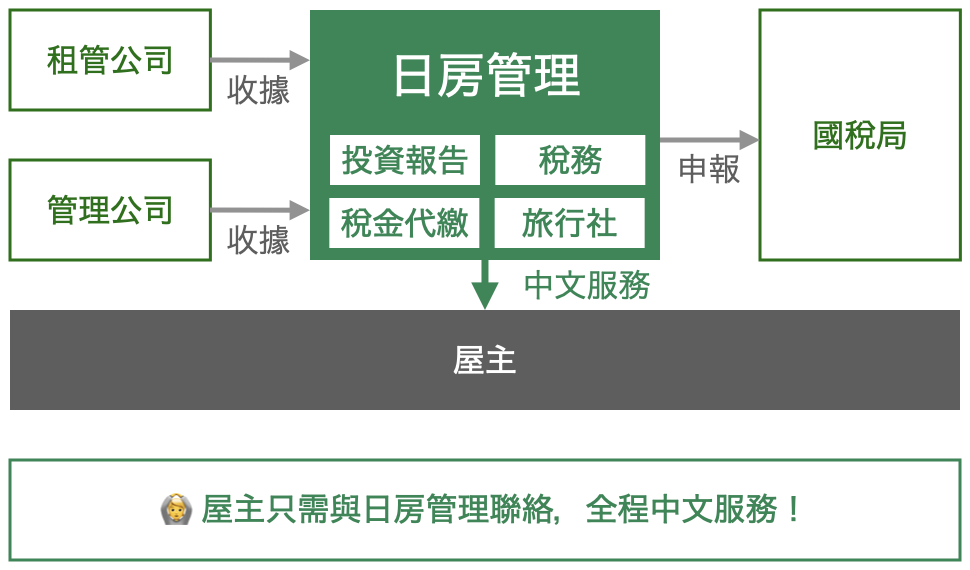 租管公司
收據
管理公司
收據
日房管理
投資報告
稅務
稅金代繳
旅行社
申報
國稅局
中文服務
屋主
🙆 屋主只需與日房管理聯絡，全程中文服務！